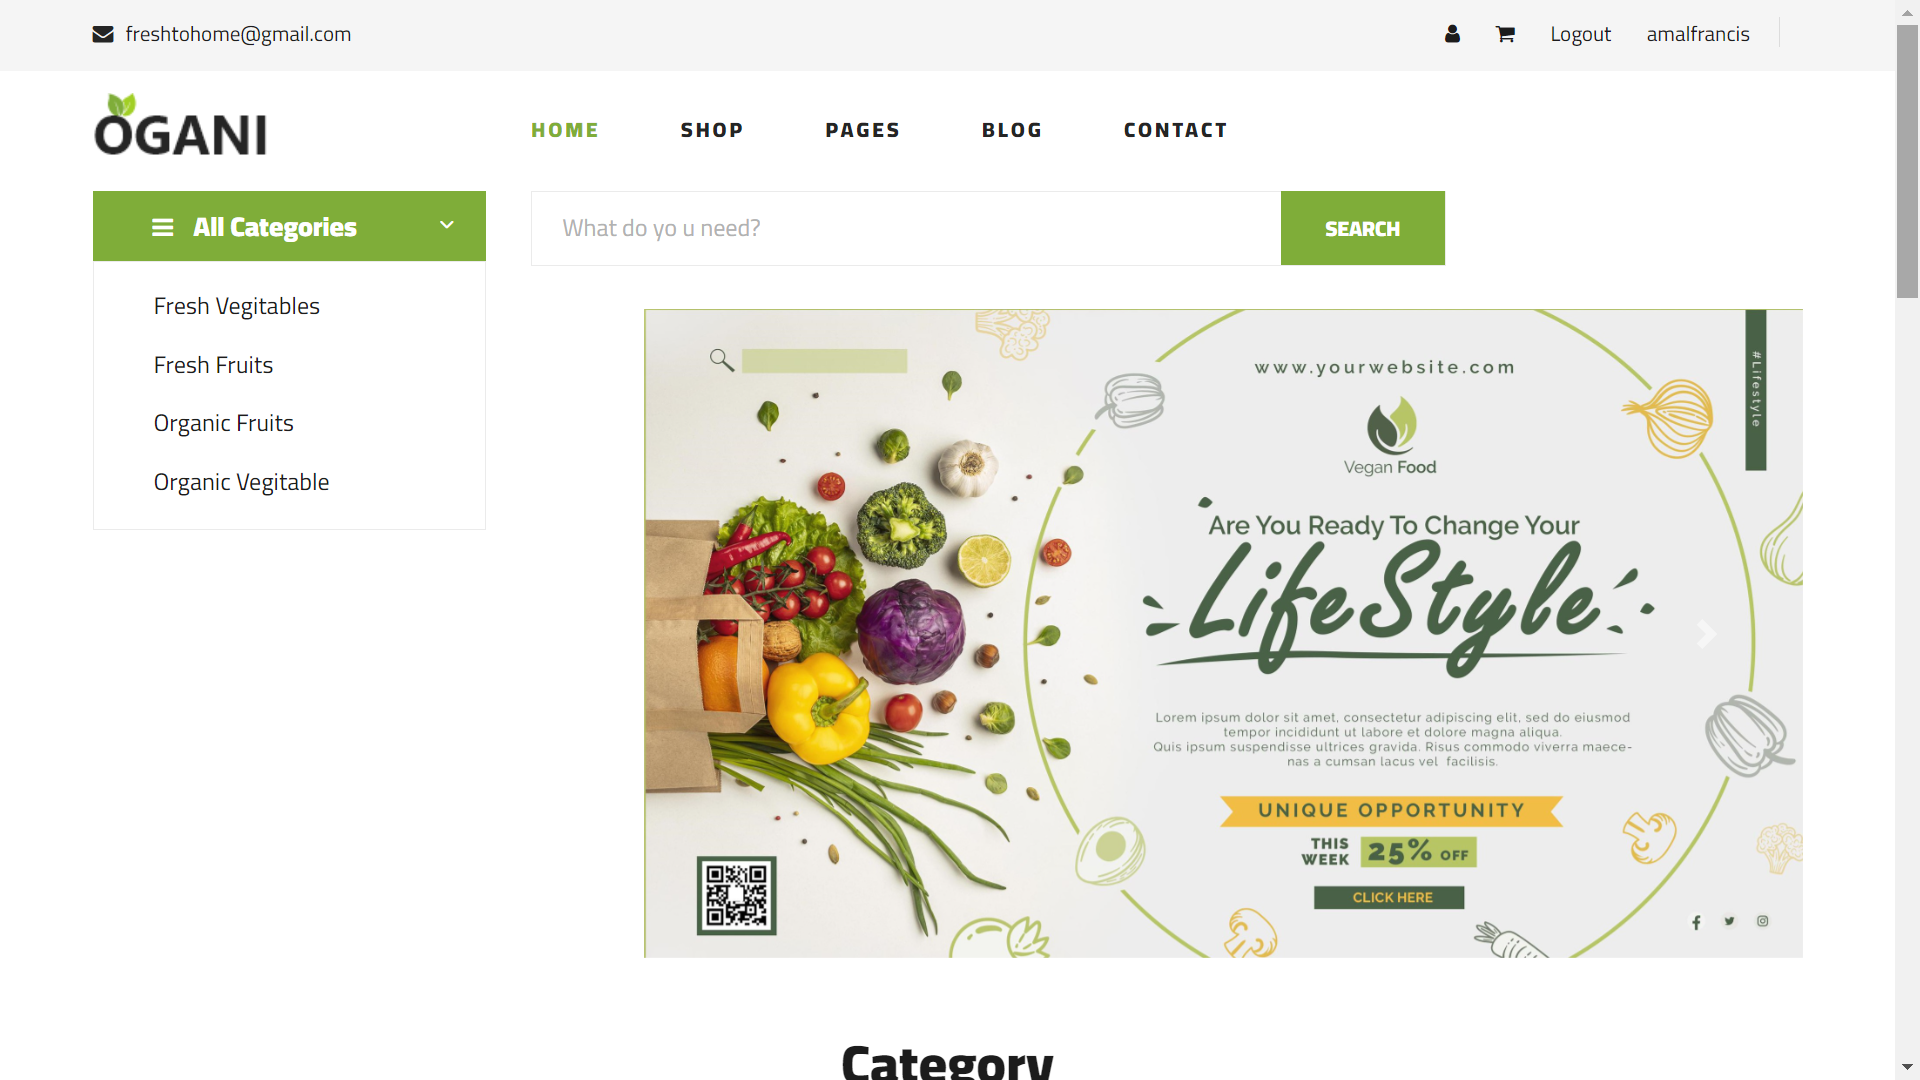 freshtohome@gmail.com
Logout
amalfrancis
OGANI
HOME
SHOP
PAGES
BLOG
CONTACT
All Categories
What do yo u need?
SEARCH
Fresh Vegitables
Fresh Fruits
Organic Fruits
Organic Vegitable
www.yourwebsite.com
#Lifestyle
Vegan Food
Are You Ready To Change Your
LifeStyle
Lorem ipsum dolor sit amet, consectetur adipiscing elit, sed do eiusmod
tempor incididunt ut labore et dolore magna aliqua.
Quis ipsum suspendisse ultrices gravida. Risus commodo viverra maece-
nas a cumsan lacus vel facilisis.
UNIQUE OPPORTUNITY
THIS
WEEK
25% OFF
CLICK HERE
Category